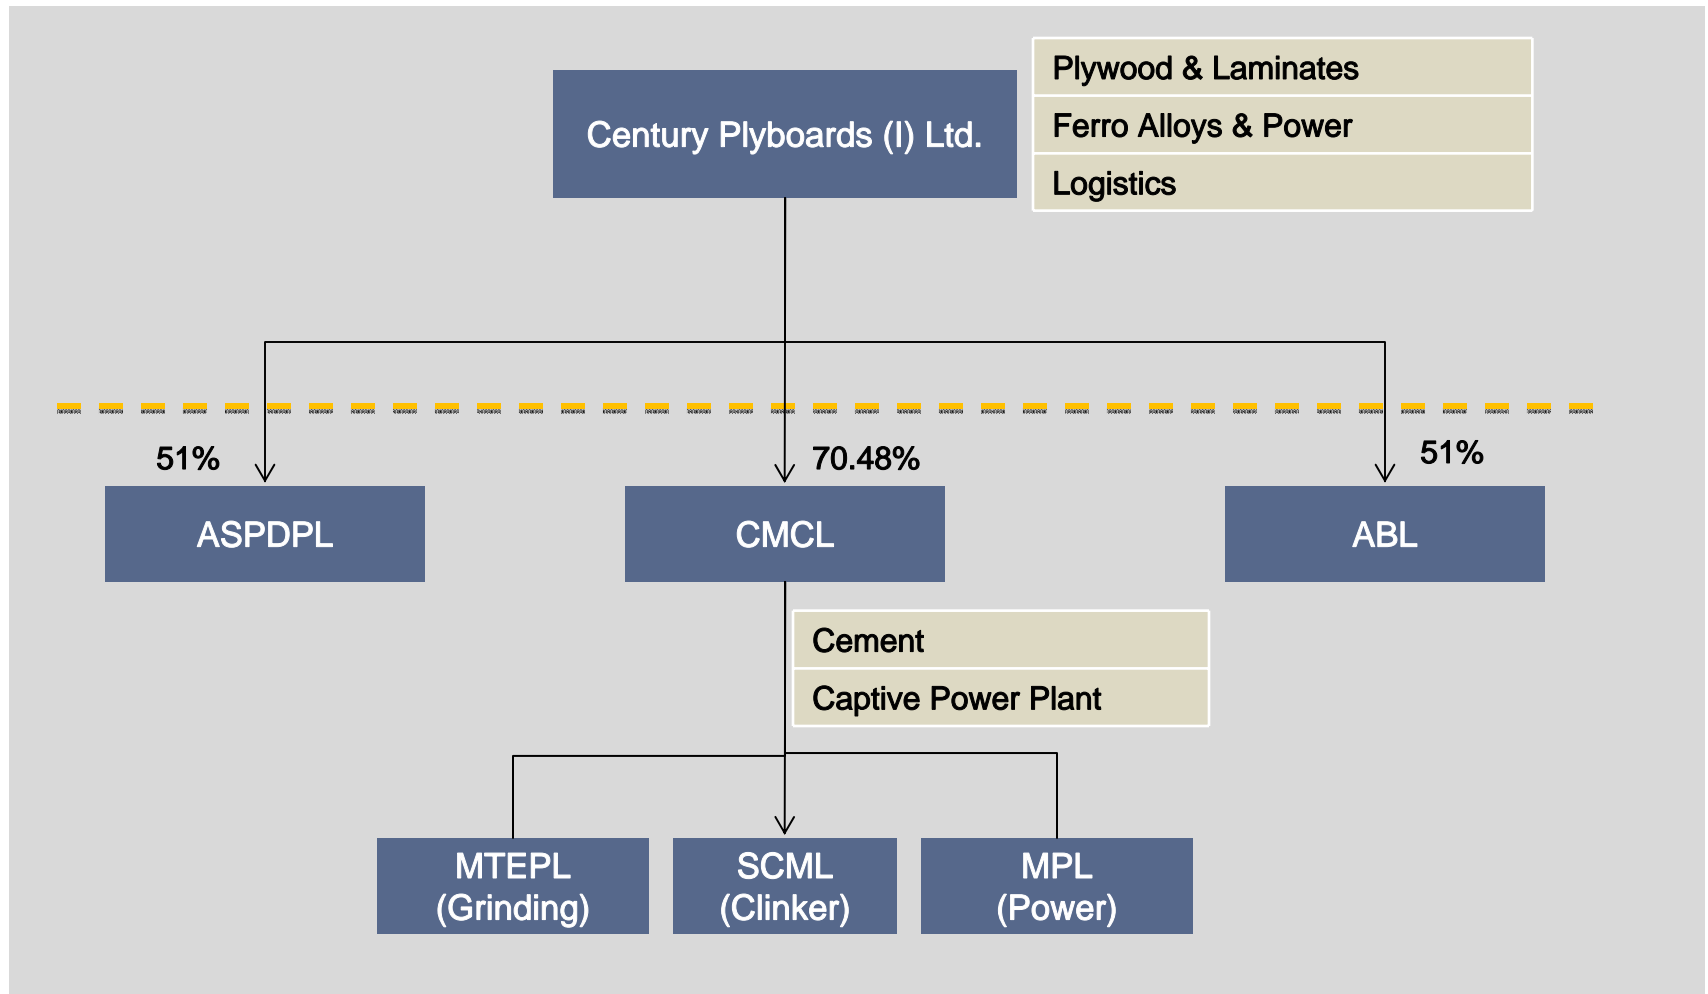 Century Plyboards (I) Ltd.
Plywood & Laminates
Ferro Alloys & Power
Logistics
51%
70.48%
51%
ASPDPL
CMCL
ABL
Cement
Captive Power Plant
MTEPL
(Grinding)
SCML
(Clinker)
MPL
(Power)